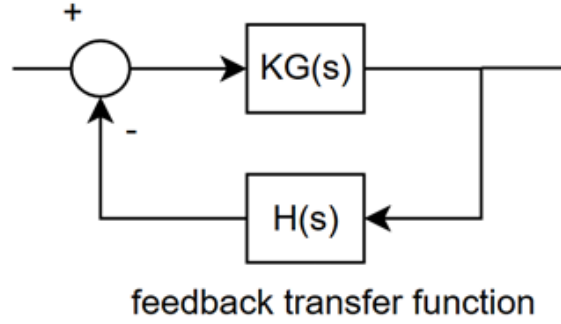 +
KG(s)
-
H(s)
feedback transfer function